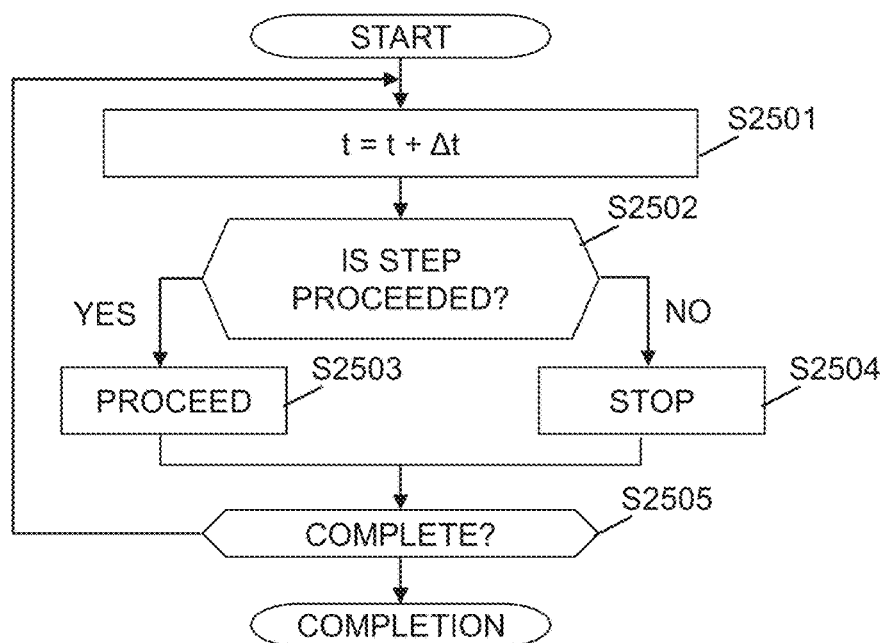 START
t = t + Δt
S2501
S2502
IS STEP
PROCEEDED?
YES
NO
S2503
PROCEED
S2504
STOP
S2505
COMPLETE?
COMPLETION